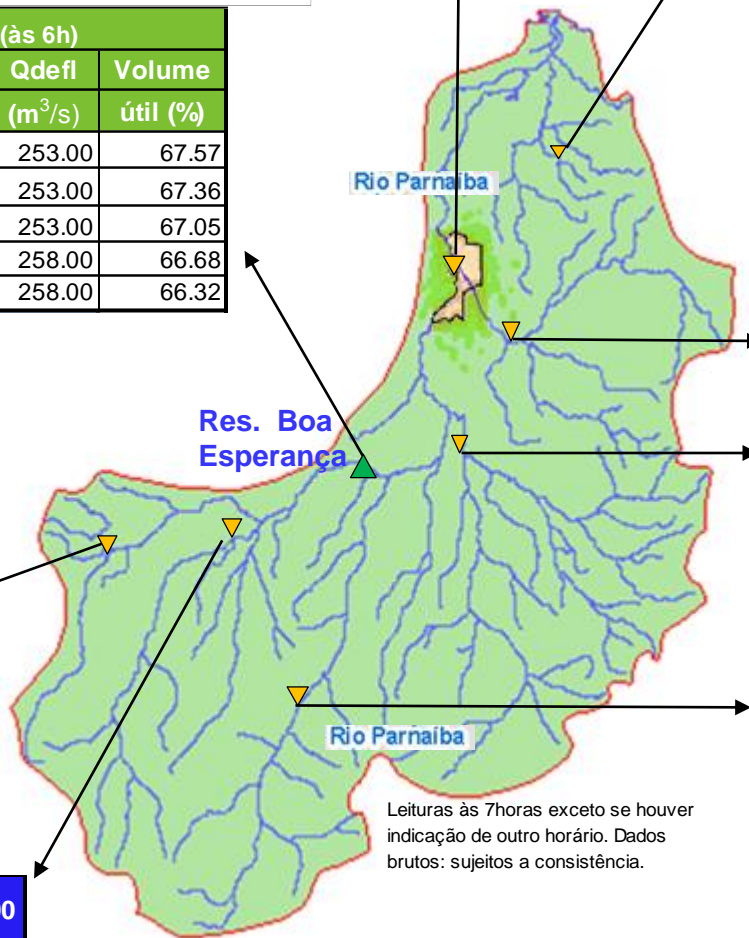 (às 6h)
Qdefl Volume
(m³/s) útil (%)
253.00 67.57
253.00 67.36
253.00 67.05
258.00 66.68
258.00 66.32
Rio Parnaíba
Res. Boa
Esperança
Rio Parnaíba
Leituras às 7horas exceto se houver
indicação de outro horário. Dados
brutos: sujeitos a consistência.